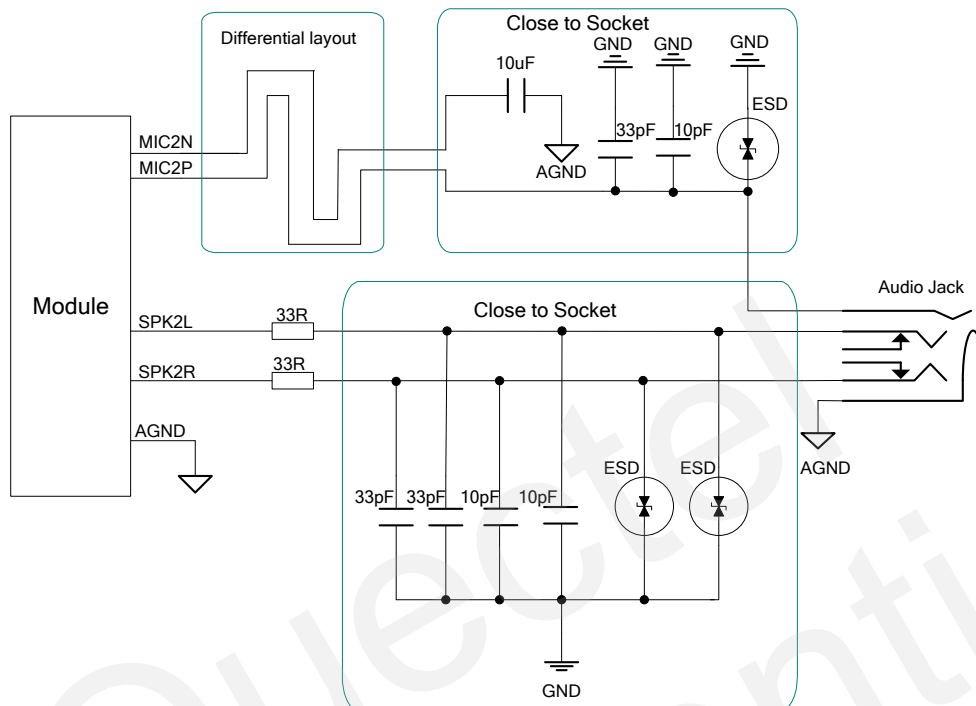 Differential layout
Close to Socket
GND
GND
GND
10uF
ESD
33pF
10pF
AGND
MIC2N
MIC2P
Module
Close to Socket
Audio Jack
SPK2L
33R
SPK2R
33R
AGND
AGND
ESD
ESD
33pF
33pF
10pF
10pF
GND
Quectel